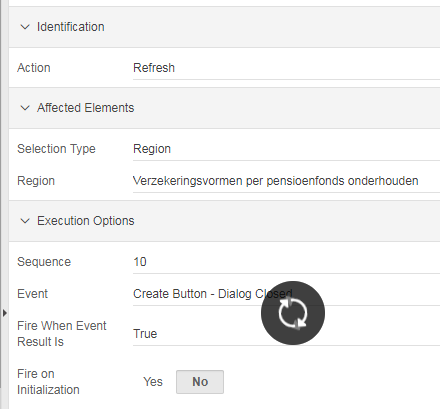 Identification
Action Refresh
Affected Elements
Selection Type Region
Region Verzekeringsvormen per pensioenfonds onderhouden
Execution Options
Sequence 10
Event Create Button - Dialog Closed
Fire When Event
Result Is True
Fire on
Initialization Yes No